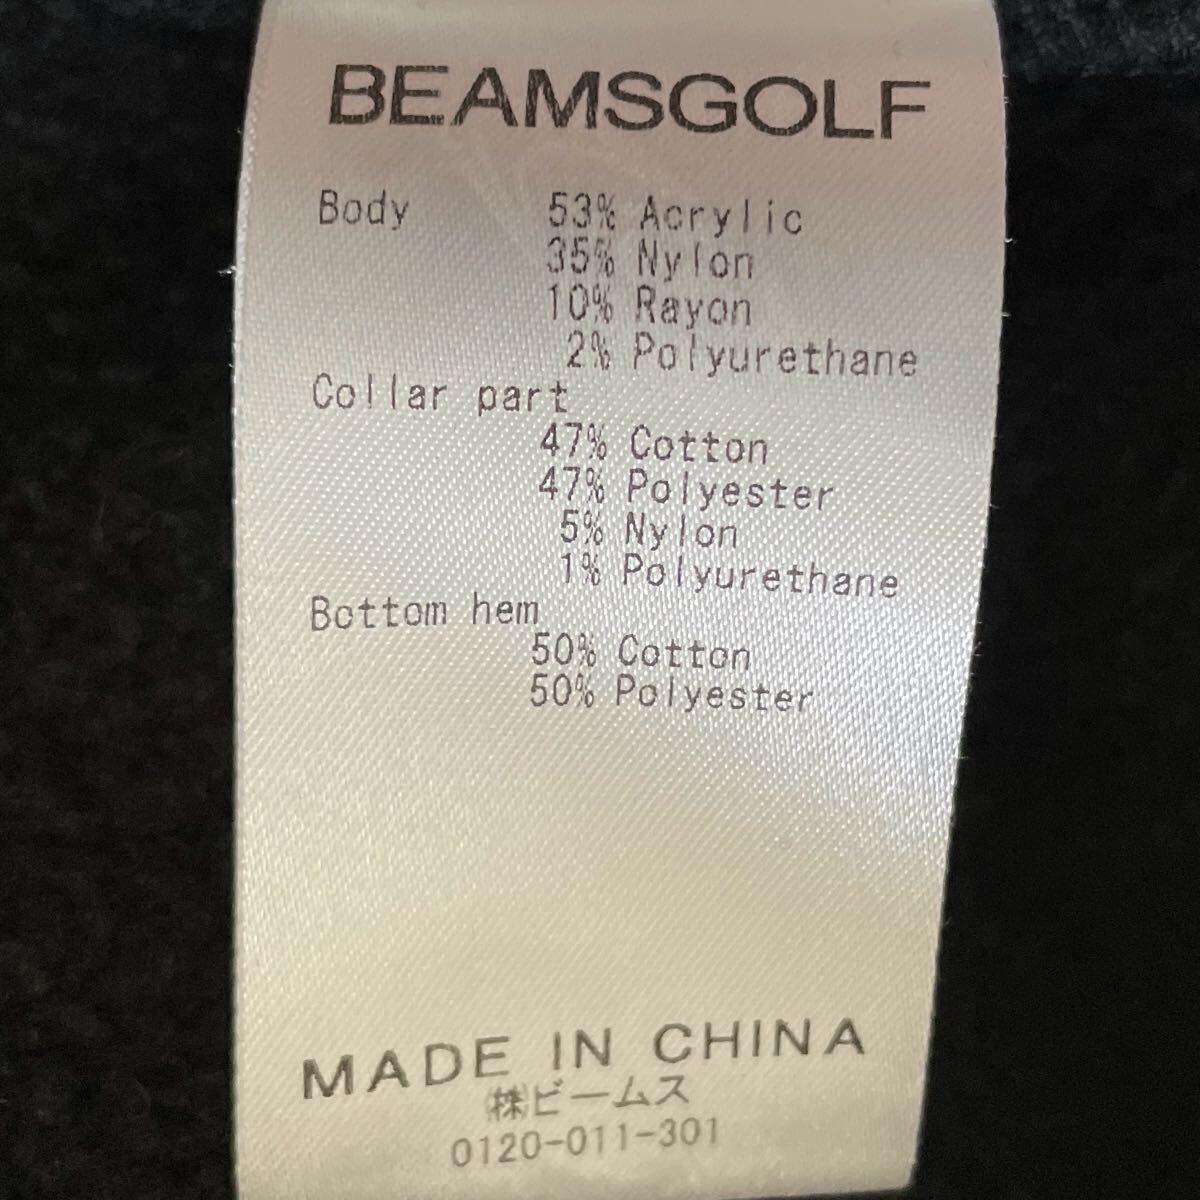 BEAMSGOLF
Body 53% Acrylic
35% Nylon
10% Rayon
2% Polyurethane
Collar part
47% Cotton
47% Polyester
5% Nylon
1% Polyurethane
Bottom hem
50% Cotton
50% Polyester
MADE IN CHINA
㈱ビームス
0120-011-301